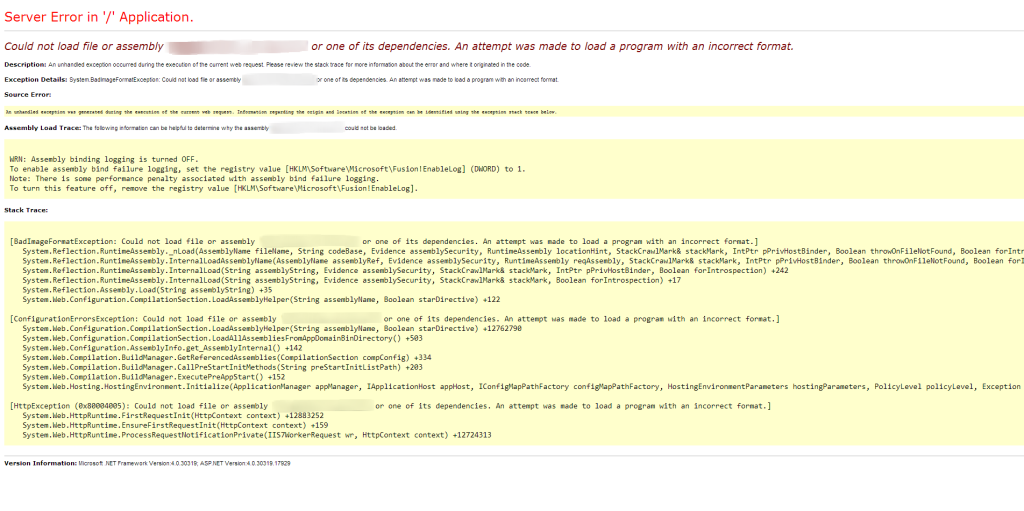 Server Error in '/' Application.
Could not load file or assembly or one of its dependencies. An attempt was made to load a program with an incorrect format.
Description: An unhandled exception occurred during the execution of the current web request. Please review the stack trace for more information about the error and where it originated in the code.
Exception Details: System.BadImageFormatException: Could not load file or assembly or one of its dependencies. An attempt was made to load a program with an incorrect format.
Source Error:
An unhandled exception was generated during the execution of the current web request. Information regarding the origin and location of the exception can be identified using the exception stack trace below.
Assembly Load Trace: The following information can be helpful to determine why the assembly could not be loaded.
WRN: Assembly binding logging is turned OFF.
To enable assembly bind failure logging, set the registry value [HKLM\Software\Microsoft\Fusion!EnableLog] (DWORD) to 1.
Note: There is some performance penalty associated with assembly bind failure logging.
To turn this feature off, remove the registry value [HKLM\Software\Microsoft\Fusion!EnableLog].
Stack Trace:
[BadImageFormatException: Could not load file or assembly or one of its dependencies. An attempt was made to load a program with an incorrect format.]
System.Reflection.RuntimeAssembly._nLoad(AssemblyName fileName, String codeBase, Evidence assemblySecurity, RuntimeAssembly locationHint, StackCrawlMark& stackMark, IntPtr pPrivHostBinder, Boolean throwOnFileNotFound, Boolean forIntr
System.Reflection.RuntimeAssembly.InternalLoadAssemblyName(AssemblyName assemblyRef, Evidence assemblySecurity, RuntimeAssembly reqAssembly, StackCrawlMark& stackMark, IntPtr pPrivHostBinder, Boolean throwOnFileNotFound, Boolean forI
System.Reflection.RuntimeAssembly.InternalLoad(String assemblyString, Evidence assemblySecurity, StackCrawlMark& stackMark, IntPtr pPrivHostBinder, Boolean forIntrospection) +242
System.Reflection.RuntimeAssembly.InternalLoad(String assemblyString, Evidence assemblySecurity, StackCrawlMark& stackMark, Boolean forIntrospection) +17
System.Reflection.Assembly.Load(String assemblyString) +35
System.Web.Configuration.CompilationSection.LoadAssemblyHelper(String assemblyName, Boolean starDirective) +122
[ConfigurationErrorsException: Could not load file or assembly or one of its dependencies. An attempt was made to load a program with an incorrect format.]
System.Web.Configuration.CompilationSection.LoadAssemblyHelper(String assemblyName, Boolean starDirective) +12762790
System.Web.Configuration.CompilationSection.LoadAllAssembliesFromAppDomainBinDirectory() +503
System.Web.Configuration.AssemblyInfo.get_AssemblyInternal() +142
System.Web.Compilation.BuildManager.GetReferencedAssemblies(CompilationSection compConfig) +334
System.Web.Compilation.BuildManager.CallPreStartInitMethods(String preStartInitListPath) +203
System.Web.Compilation.BuildManager.ExecutePreAppStart() +152
System.Web.Hosting.HostingEnvironment.Initialize(ApplicationManager appManager, IApplicationHost appHost, IConfigMapPathFactory configMapPathFactory, HostingEnvironmentParameters hostingParameters, PolicyLevel policyLevel, Exception
[HttpException (0x80004005): Could not load file or assembly or one of its dependencies. An attempt was made to load a program with an incorrect format.]
System.Web.HttpRuntime.FirstRequestInit(HttpContext context) +12883252
System.Web.HttpRuntime.EnsureFirstRequestInit(HttpContext context) +159
System.Web.HttpRuntime.ProcessRequestNotificationPrivate(IIS7WorkerRequest wr, HttpContext context) +12724313
Version Information: Microsoft .NET Framework Version:4.0.30319; ASP.NET Version:4.0.30319.17929